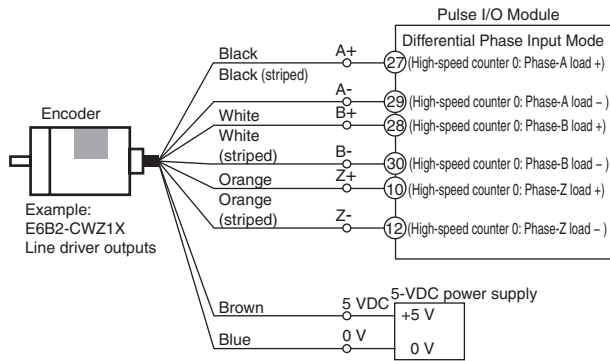 Pulse I/O Module
Differential Phase Input Mode
Black
A+
27 (High-speed counter 0: Phase-A load +)
Black (striped)
A-
29 (High-speed counter 0: Phase-A load − )
White
B+
28 (High-speed counter 0: Phase-B load +)
White
(striped)
B-
30 (High-speed counter 0: Phase-B load − )
Orange
Z+
10 (High-speed counter 0: Phase-Z load +)
Orange
(striped)
Z-
12 (High-speed counter 0: Phase-Z load − )
Encoder
Example:
E6B2-CWZ1X
Line driver outputs
Brown
5 VDC
5-VDC power supply
+5 V
Blue
0 V
0 V